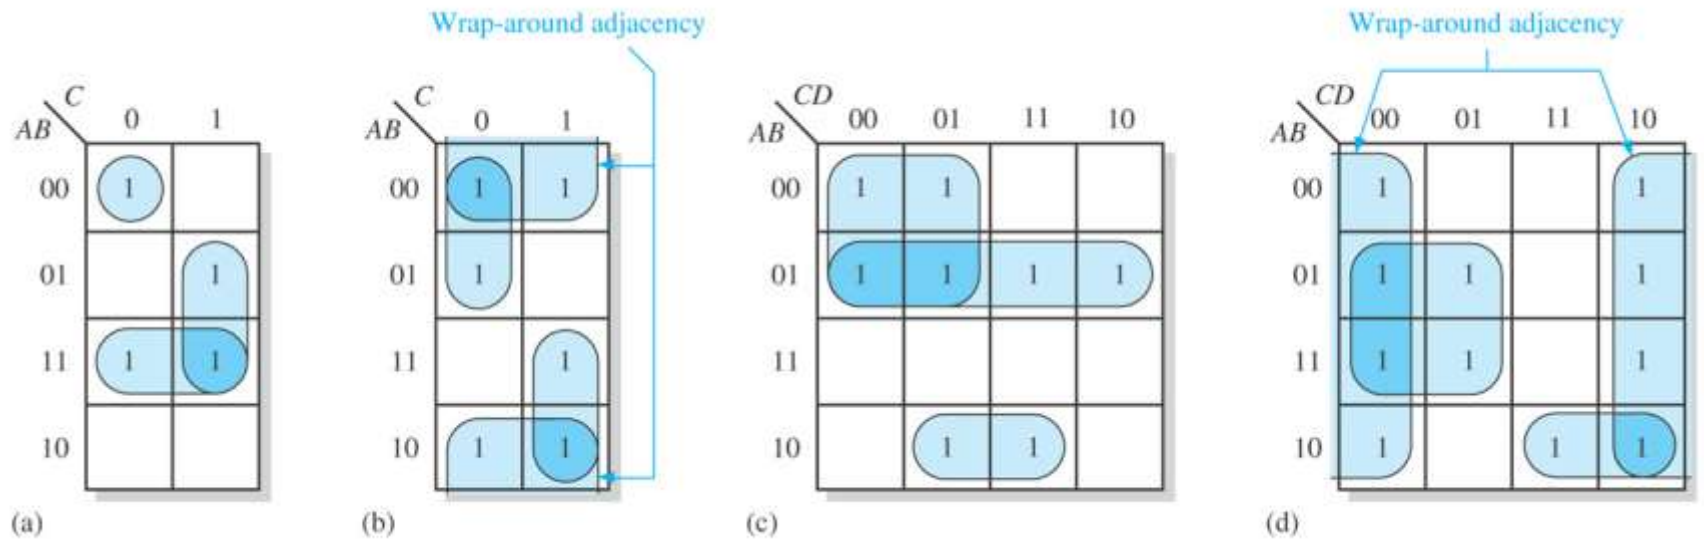 Wrap-around adjacency
Wrap-around adjacency
C
AB
0 1
00 1
01 1
11 1 1
10
(a)
C
AB
0 1
00 1 1
01 1
11 1
10 1 1
(b)
CD
AB
00 01 11 10
00 1 1
01 1 1 1 1
11
10 1 1
(c)
CD
AB
00 01 11 10
00 1 1
01 1 1 1
11 1 1 1
10 1 1 1
(d)